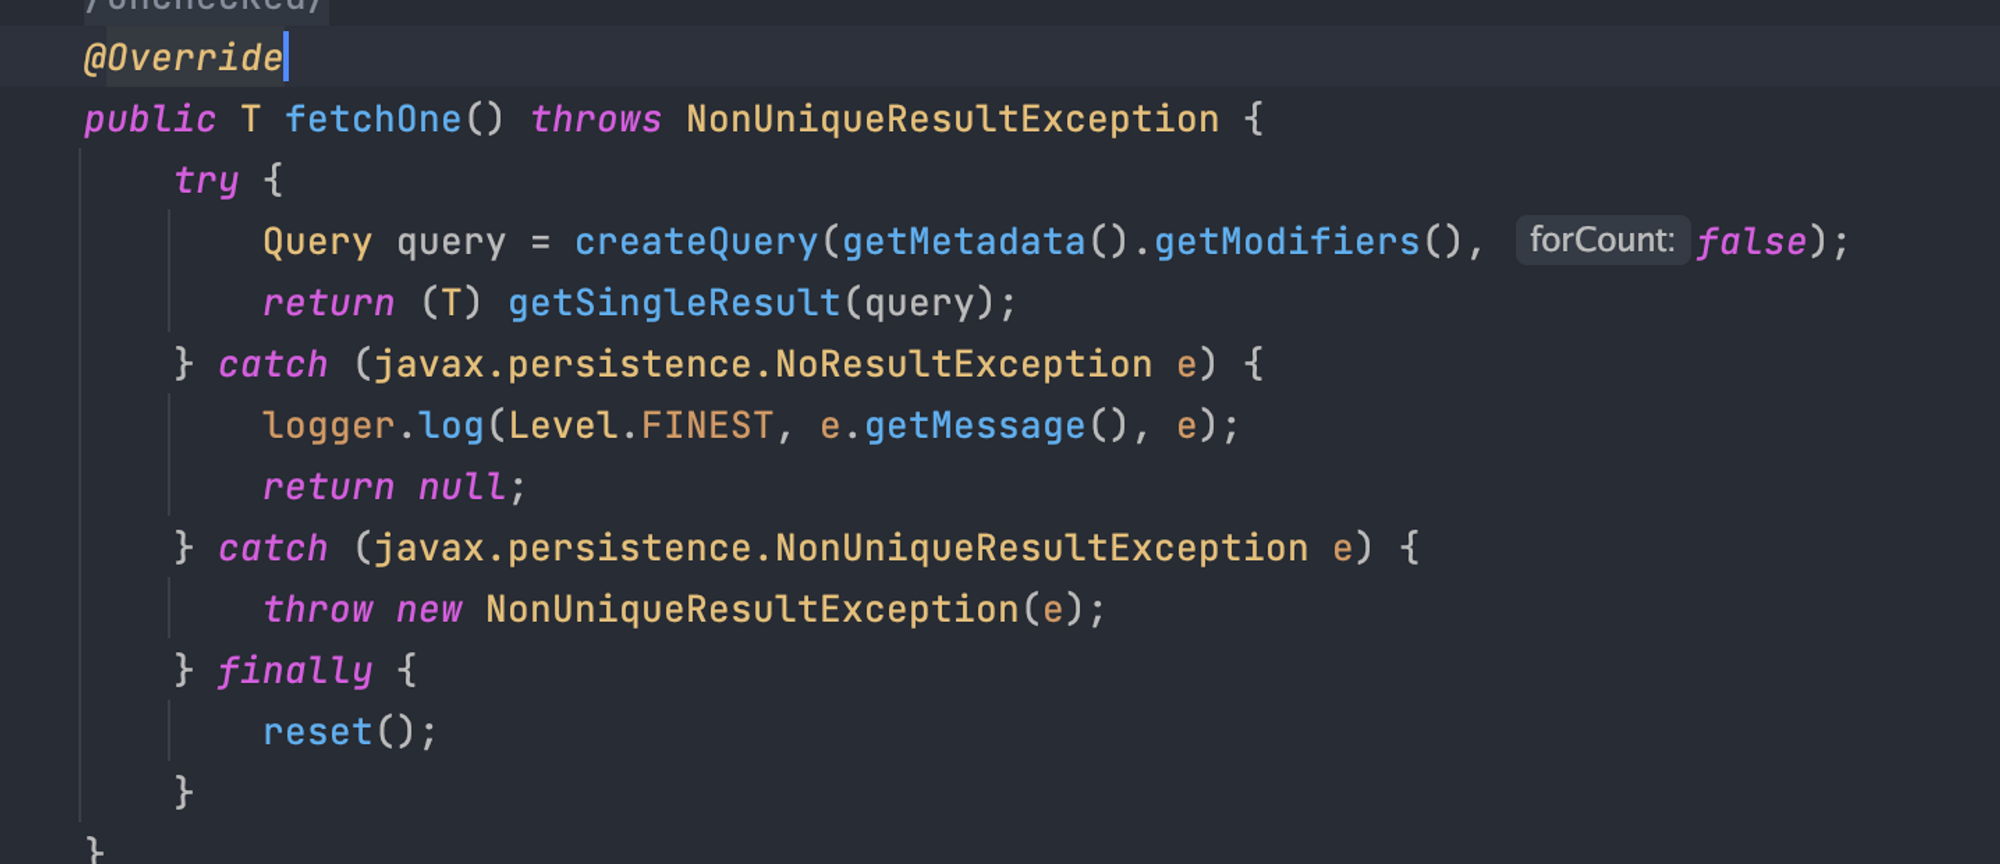 @Override
public T fetchOne() throws NonUniqueResultException {
try {
Query query = createQuery(getMetadata().getModifiers(), forCount: false);
return (T) getSingleResult(query);
} catch (javax.persistence.NoResultException e) {
logger.log(Level.FINEST, e.getMessage(), e);
return null;
} catch (javax.persistence.NonUniqueResultException e) {
throw new NonUniqueResultException(e);
} finally {
reset();
}
}